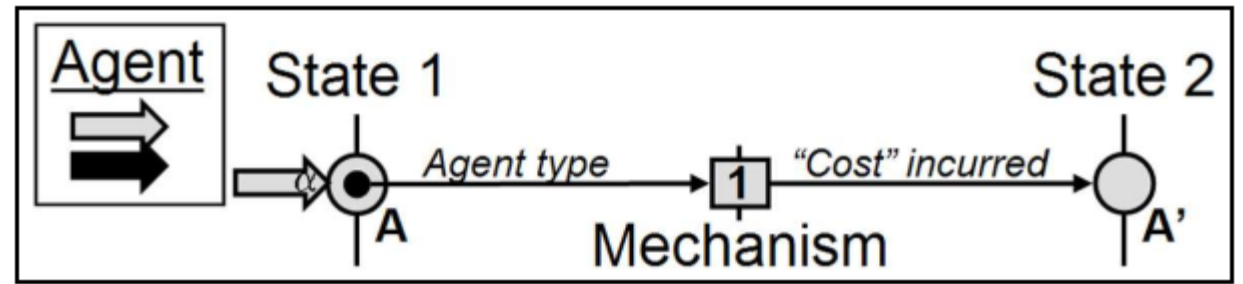 Agent
State 1
State 2
α
Agent type
1
“Cost” incurred
A
Mechanism
A’